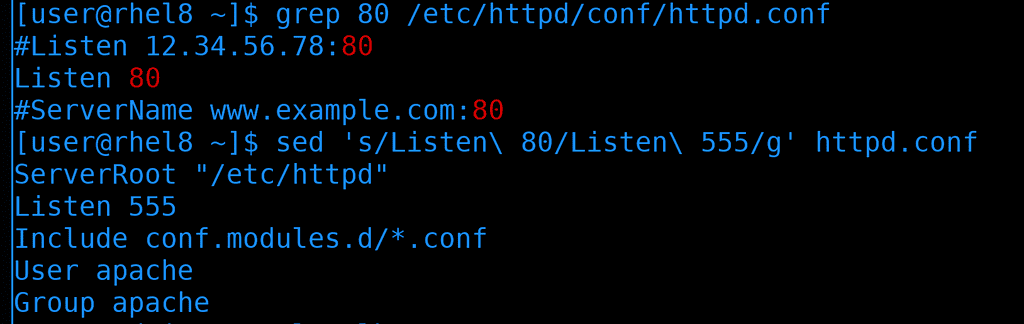 [user@rhel8 ~]$ grep 80 /etc/httpd/conf/httpd.conf
#Listen 12.34.56.78:80
Listen 80
#ServerName www.example.com:80
[user@rhel8 ~]$ sed 's/Listen\ 80/Listen\ 555/g' httpd.conf
ServerRoot "/etc/httpd"
Listen 555
Include conf.modules.d/*.conf
User apache
Group apache